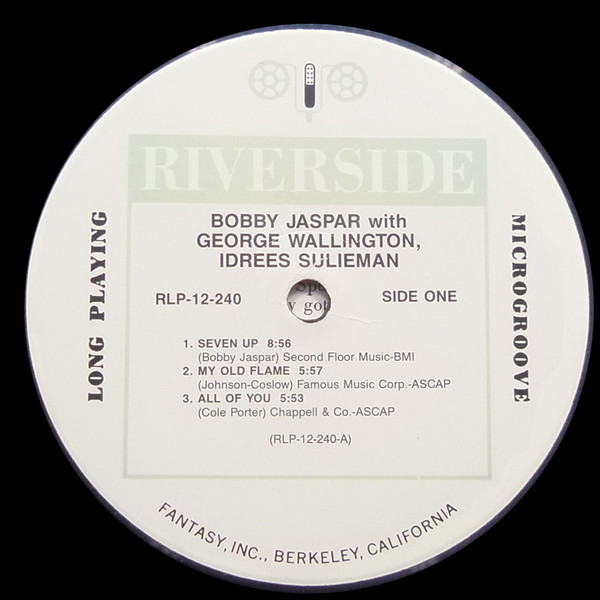 RIVERSIDE
BOBBY JASPAR with
GEORGE WALLINGTON,
IDREES SULIEMAN
RLP-12-240
SIDE ONE
LONG PLAYING
MICROGROOVE
y got
1. SEVEN UP 8:56
(Bobby Jaspar) Second Floor Music-BMI
2. MY OLD FLAME 5:57
(Johnson-Coslow) Famous Music Corp.-ASCAP
3. ALL OF YOU 5:53
(Cole Porter) Chappell & Co.-ASCAP
(RLP-12-240-A)
FANTASY, INC., BERKELEY, CALIFORNIA